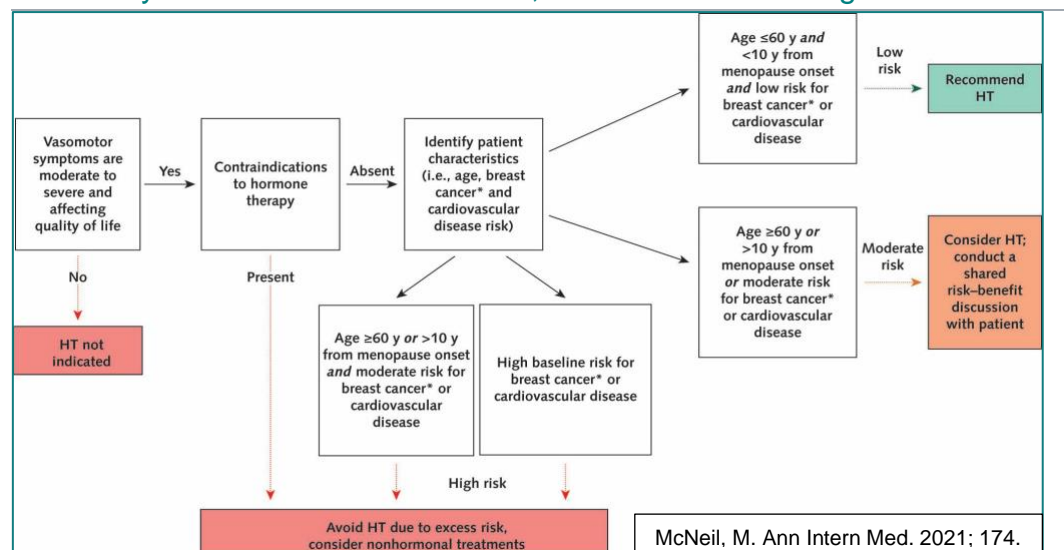 Age ≤60 y and
<10 y from
menopause onset
and low risk for
breast cancer* or
cardiovascular
disease
Low
risk
Recommend
HT
Vasomotor
symptoms are
moderate to
severe and
affecting
quality of life
Yes
Contraindications
to hormone
therapy
Absent
Identify patient
characteristics
(i.e., age, breast
cancer* and
cardiovascular
disease risk)
Age ≥60 y or
>10 y from
menopause onset
or moderate risk
for breast cancer*
or cardiovascular
disease
Moderate
risk
Consider HT;
conduct a
shared
risk–benefit
discussion
with patient
No
Present
HT not
indicated
Age ≥60 y or >10 y
from menopause onset
and moderate risk for
breast cancer* or
cardiovascular
disease
High baseline risk for
breast cancer* or
cardiovascular disease
High risk
Avoid HT due to excess risk,
consider nonhormonal treatments
McNeil, M. Ann Intern Med. 2021; 174.